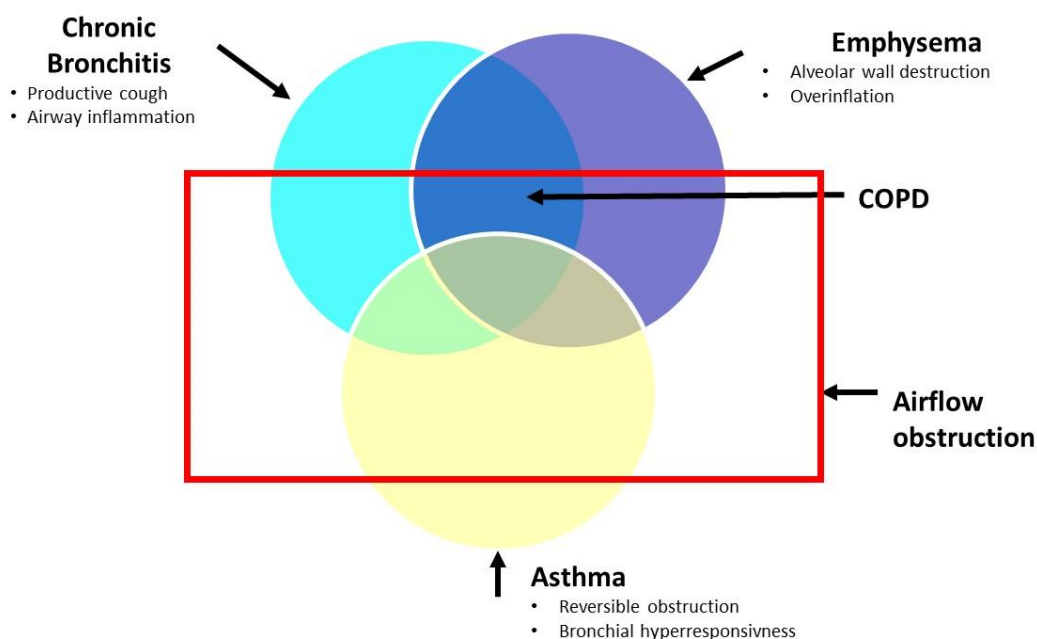 Chronic
Bronchitis
• Productive cough
• Airway inflammation
Emphysema
• Alveolar wall destruction
• Overinflation
COPD
Airflow
obstruction
Asthma
• Reversible obstruction
• Bronchial hyperresponsivness